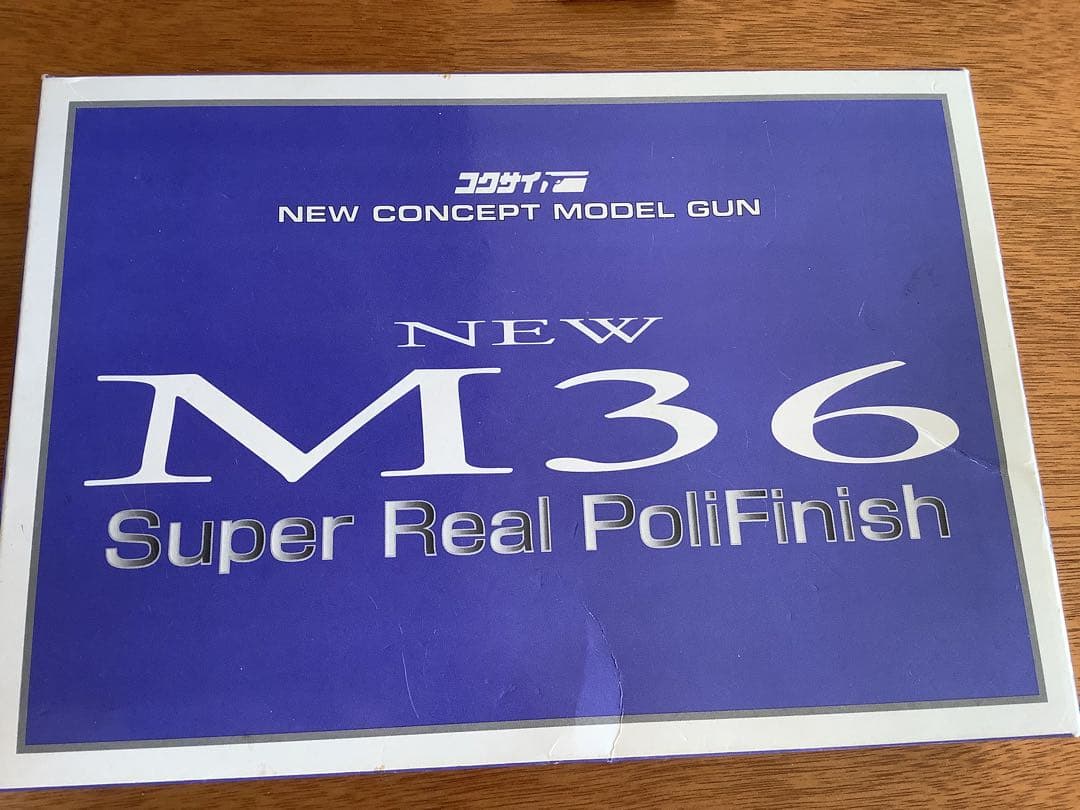 コクサイ
NEW CONCEPT MODEL GUN
NEW
M36
Super Real PoliFinish